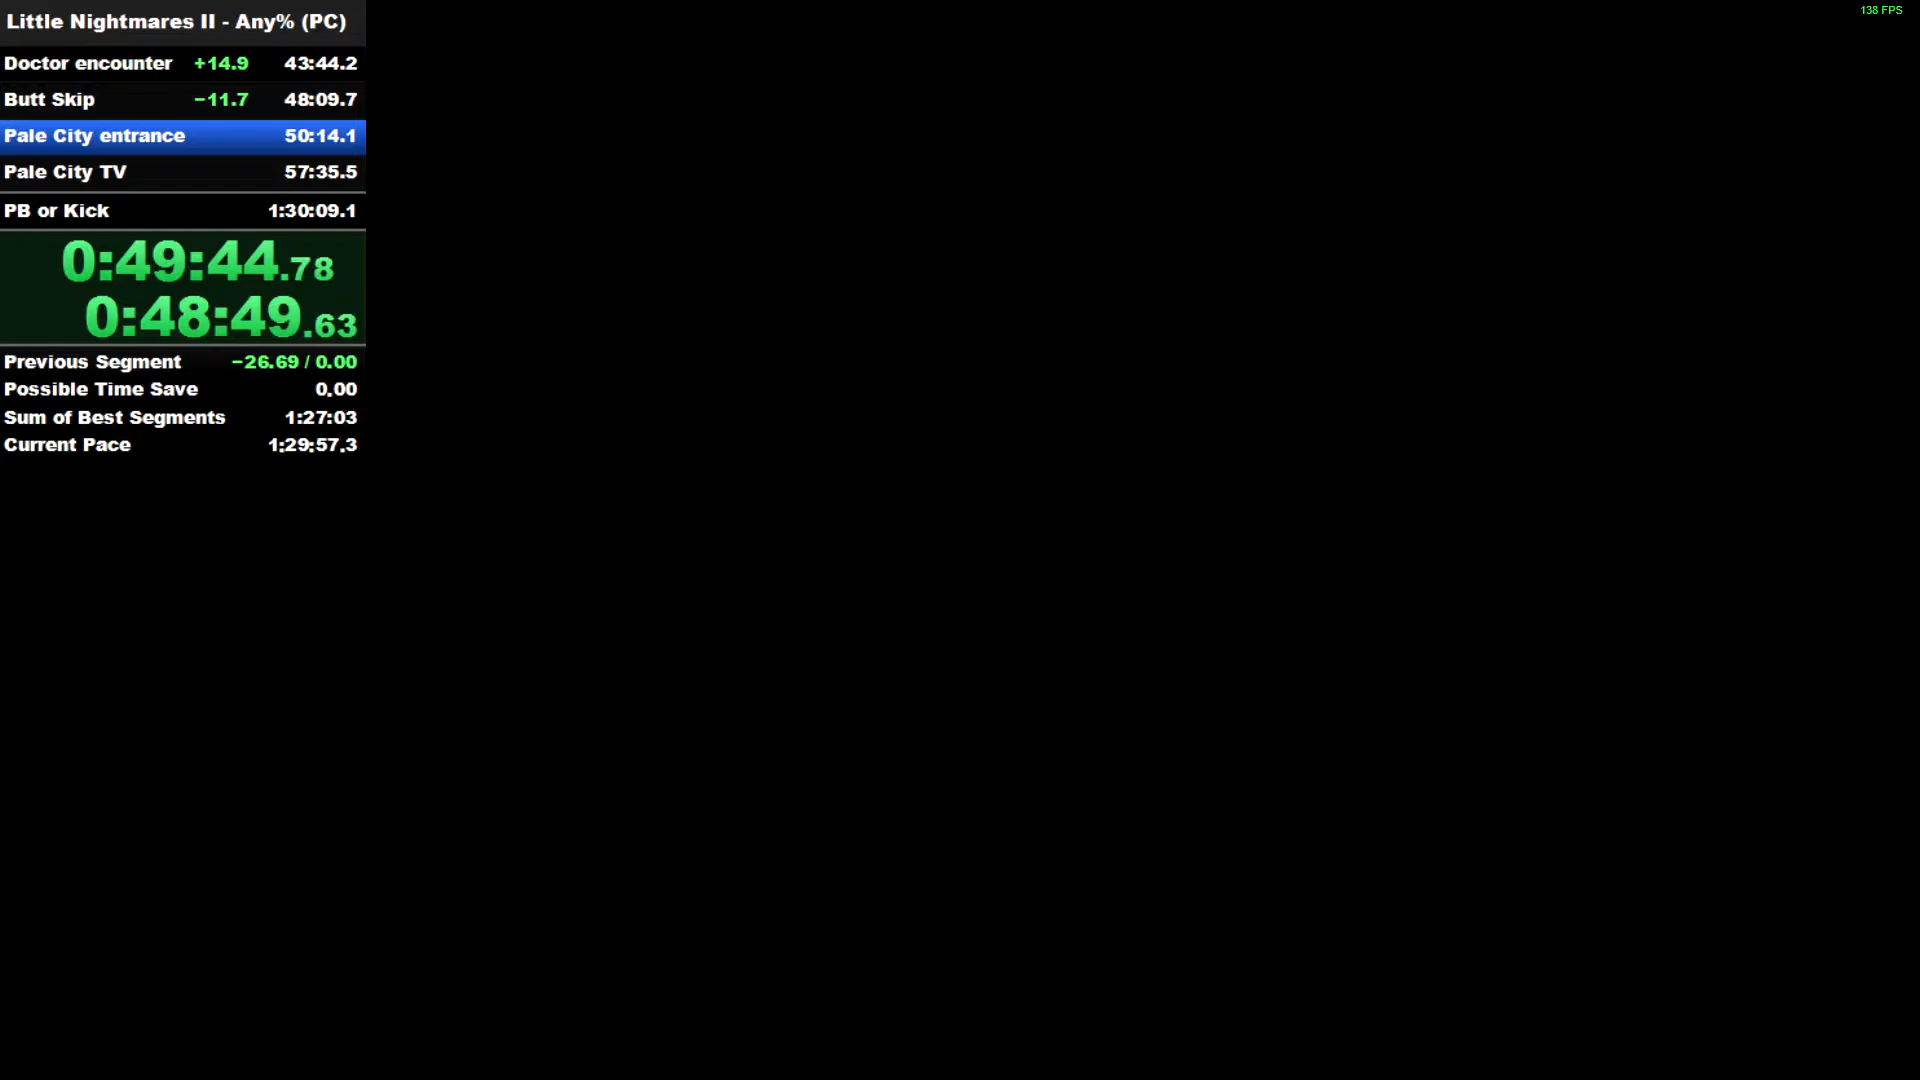 Little Nightmares II - Any% (PC)
138 FPS
Doctor encounter +14.9 43:44.2
Butt Skip −11.7 48:09.7
Pale City entrance 50:14.1
Pale City TV 57:35.5
PB or Kick 1:30:09.1
0:49:44.78
0:48:49.63
Previous Segment −26.69 / 0.00
Possible Time Save 0.00
Sum of Best Segments 1:27:03
Current Pace 1:29:57.3